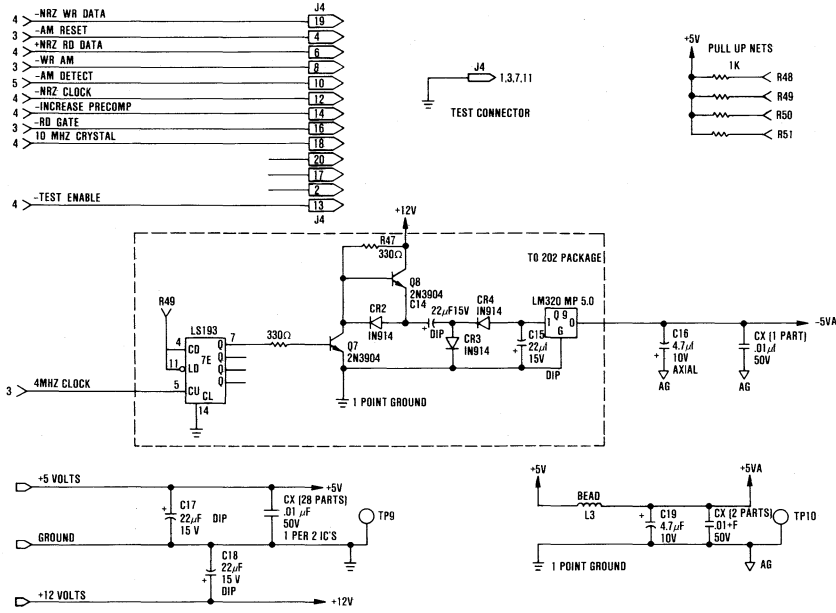 J4
4 -NRZ WR DATA 19
3 -AM RESET 4
4 +NRZ RD DATA 6
3 -WR AM 8
5 -AM DETECT 10
4 -NRZ CLOCK 12
4 -INCREASE PRECOMP 14
3 -RD GATE 16
4 10 MHZ CRYSTAL 18
20
17
2
4 -TEST ENABLE 13
J4
J4
1,3,7,11
TEST CONNECTOR
+5V
PULL UP NETS
1K
R48
R49
R50
R51
+12V
R47
330Ω
TO 202 PACKAGE
Q8
2N3904
C14
22µF15V
DIP
CR4
IN914
LM320 MP 5.0
1 Q 9 O
G
DIP
R49
LS193
4 CD Q 7
7E Q
11 LD Q
Q
5 CU CL
14
330Ω
CR2
IN914
Q7
2N3904
CR3
IN914
C15
22µf
15V
+
1 POINT GROUND
3 4MHZ CLOCK
-5VA
C16
4.7µf
10V
AXIAL
+
AG
CX (1 PART)
.01µf
50V
AG
+5 VOLTS
+5V
C17
22µF DIP
15 V
+
CX (28 PARTS)
.01 µF
50V
1 PER 2 IC'S
TP9
GROUND
C18
22µF
15 V
DIP
+
+12 VOLTS
+12V
+5V
BEAD
L3
+5VA
C19
4.7µF
10V
+
CX (2 PARTS)
.01+F
50V
TP10
1 POINT GROUND
AG